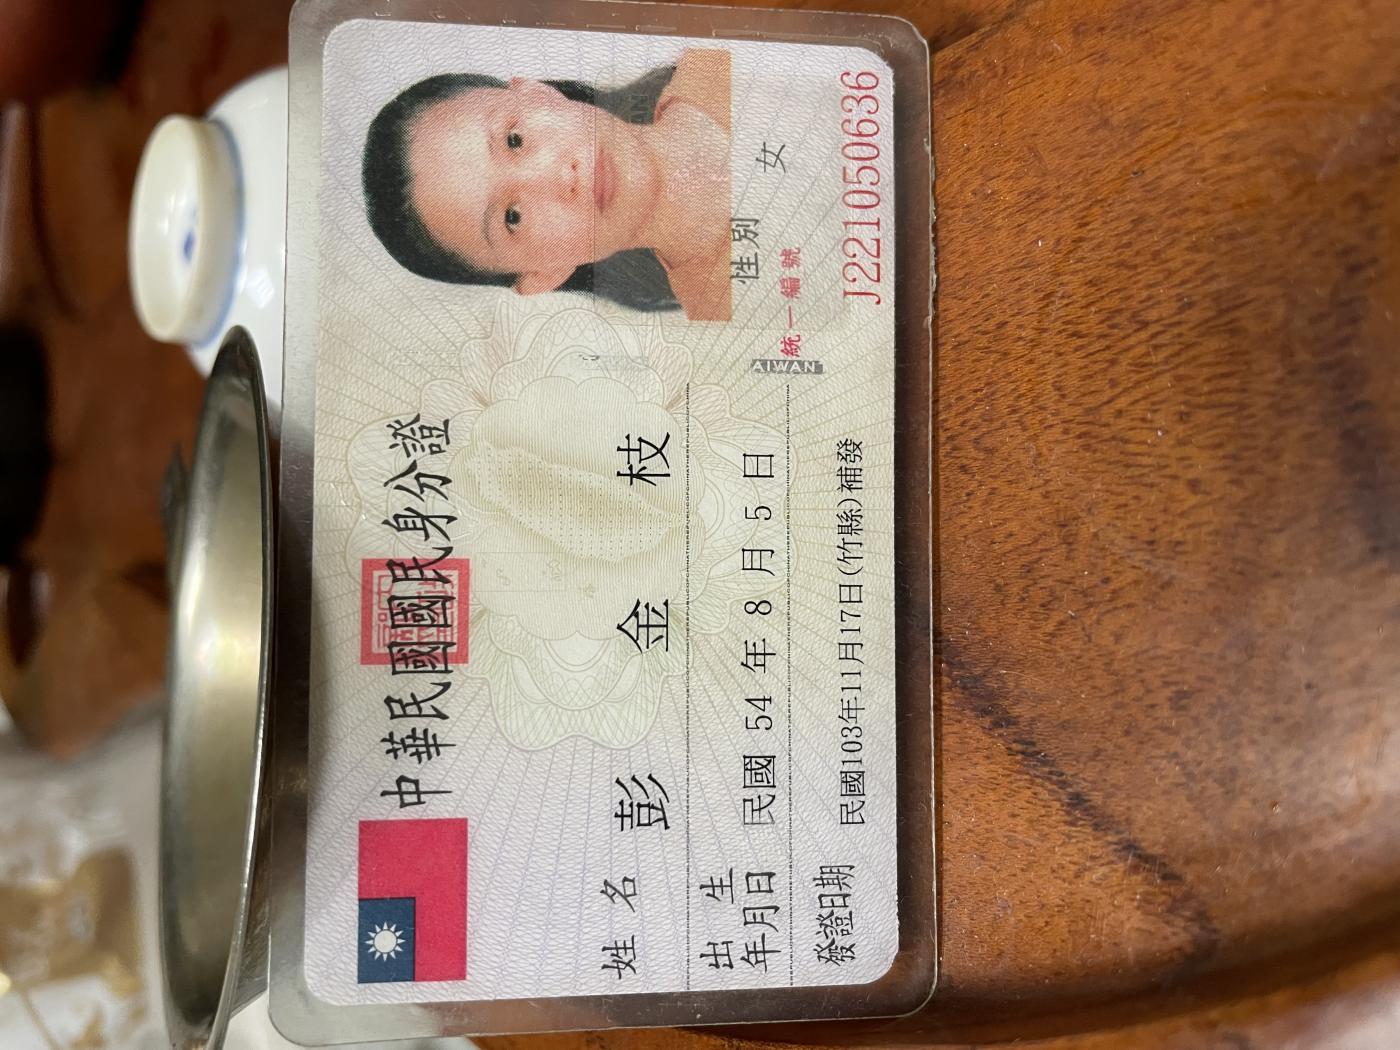 中華民國國民身分證
姓名 彭金枝
出生年月日 民國 54 年 8 月 5 日
性別 女
發證日期 民國103年11月17日(竹縣)補發
統一編號
J221050636
TAIWAN